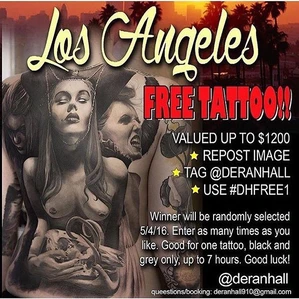 Los Angeles
FREE TATTOO!!
VALUED UP TO $1200
REPOST IMAGE
TAG @DERANHALL
USE #DHFREE1
Winner will be randomly selected
5/4/16. Enter as many times as you
like. Good for one tattoo, black and
grey only, up to 7 hours. Good luck!
@deranhall
queestions/booking: deranhall910@gmail.com